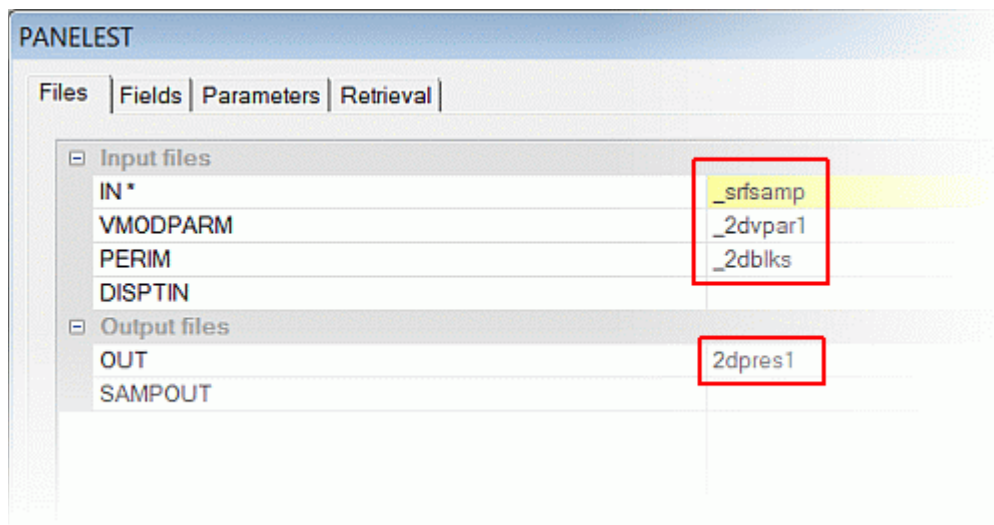 PANELEST
Files Fields Parameters Retrieval
Input files
IN * _srfsamp
VMODPARM _2dvpar1
PERIM _2dblks
DISPTIN
Output files
OUT 2dpres1
SAMPOUT